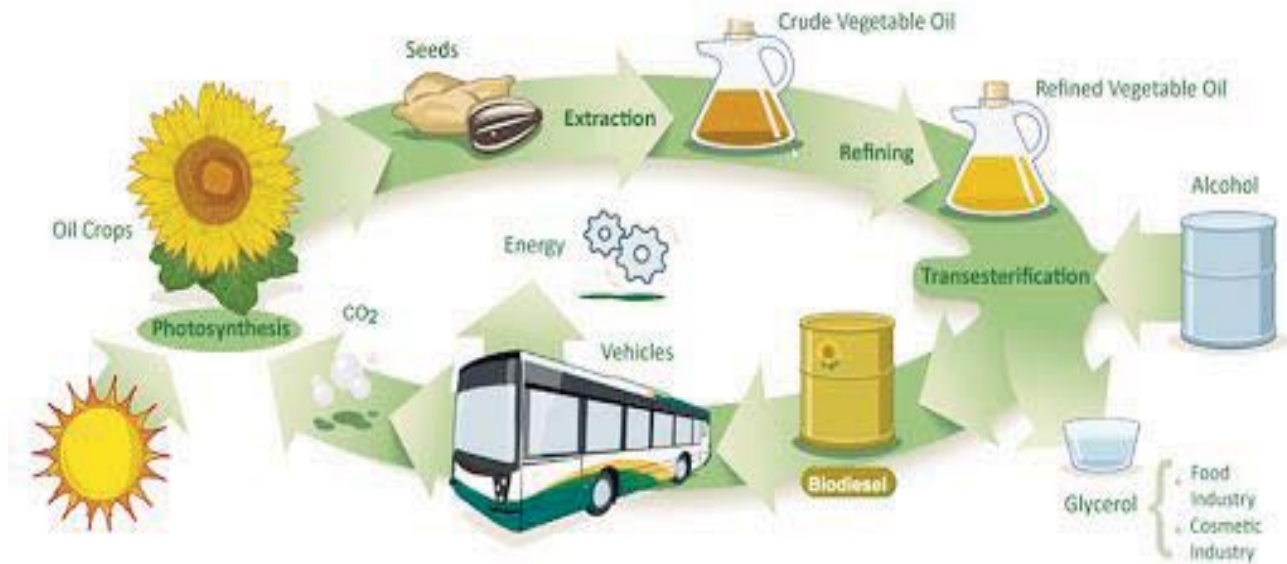 Crude Vegetable Oil
Seeds
Refined Vegetable Oil
Extraction
Refining
Alcohol
Oil Crops
Energy
Transesterification
Photosynthesis
CO2
Vehicles
Biodiesel
Glycerol
Food
Industry
Cosmetic
Industry